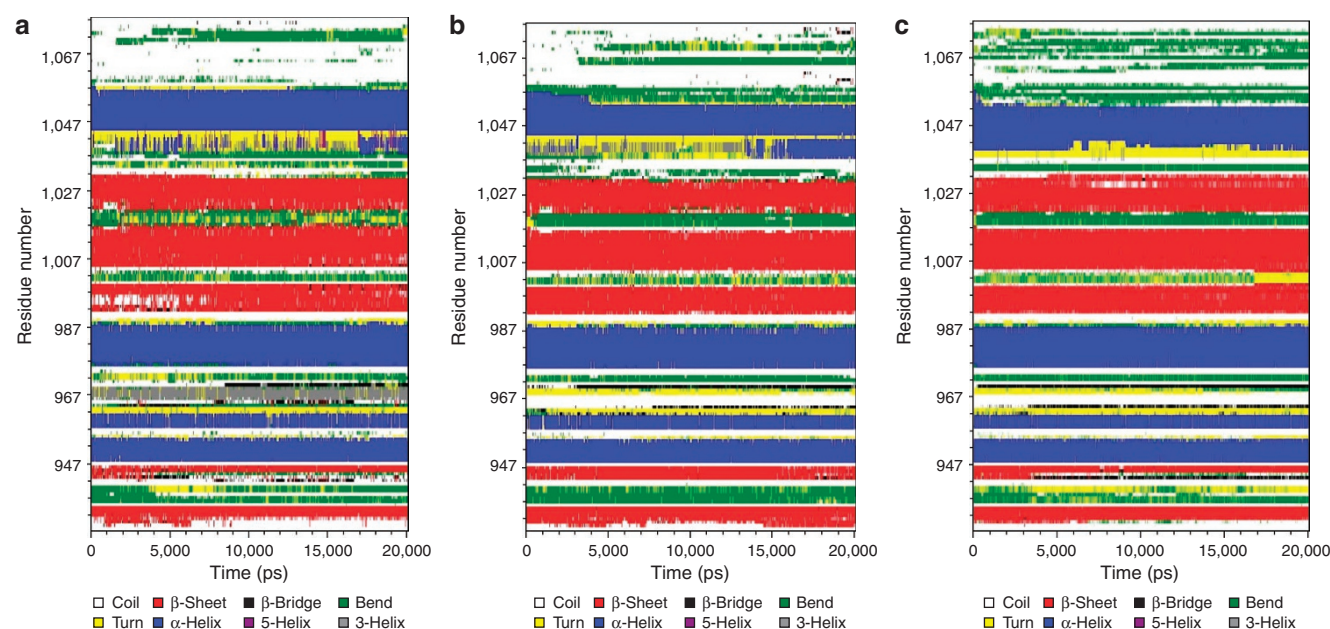 a
1,067
1,047
1,027
1,007
987
967
947
Residue number
0 5,000 10,000 15,000 20,000
Time (ps)
Coil β-Sheet β-Bridge Bend
Turn α-Helix 5-Helix 3-Helix
b
1,067
1,047
1,027
1,007
987
967
947
Residue number
0 5,000 10,000 15,000 20,000
Time (ps)
Coil β-Sheet β-Bridge Bend
Turn α-Helix 5-Helix 3-Helix
c
1,067
1,047
1,027
1,007
987
967
947
Residue number
0 5,000 10,000 15,000 20,000
Time (ps)
Coil β-Sheet β-Bridge Bend
Turn α-Helix 5-Helix 3-Helix